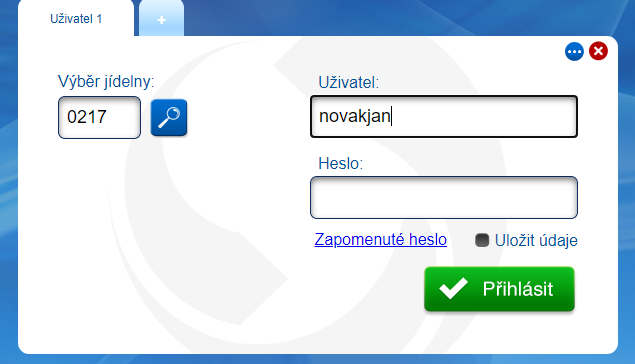 Uživatel 1
+
Výběr jídelny:
Uživatel:
0217
novakjan
Heslo:
Zapomenuté heslo
Uložit údaje
Přihlásit